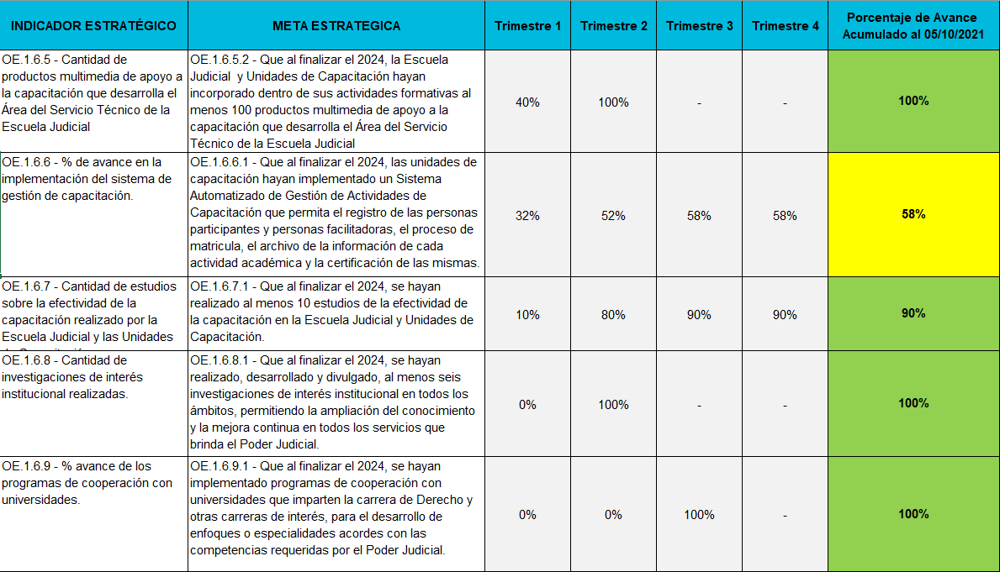 INDICADOR ESTRATÉGICO
META ESTRATEGICA
Trimestre 1
Trimestre 2
Trimestre 3
Trimestre 4
Porcentaje de Avance
Acumulado al 05/10/2021
OE.1.6.5 - Cantidad de
productos multimedia de apoyo a
la capacitación que desarrolla el
Área del Servicio Técnico de la
Escuela Judicial
OE.1.6.5.2 - Que al finalizar el 2024, la Escuela
Judicial y Unidades de Capacitación hayan
incorporado dentro de sus actividades formativas al
menos 100 productos multimedia de apoyo a la
capacitación que desarrolla el Área del Servicio
Técnico de la Escuela Judicial
40%
100%
-
-
100%
OE.1.6.6 - % de avance en la
implementación del sistema de
gestión de capacitación.
OE.1.6.6.1 - Que al finalizar el 2024, las unidades de
capacitación hayan implementado un Sistema
Automatizado de Gestión de Actividades de
Capacitación que permita el registro de las personas
participantes y personas facilitadoras, el proceso de
matricula, el archivo de la información de cada
actividad académica y la certificación de las mismas.
32%
52%
58%
58%
58%
OE.1.6.7 - Cantidad de estudios
sobre la efectividad de la
capacitación realizado por la
Escuela Judicial y las Unidades
OE.1.6.7.1 - Que al finalizar el 2024, se hayan
realizado al menos 10 estudios de la efectividad de
la capacitación en la Escuela Judicial y Unidades de
Capacitación.
10%
80%
90%
90%
90%
OE.1.6.8 - Cantidad de
investigaciones de interés
institucional realizadas.
OE.1.6.8.1 - Que al finalizar el 2024, se hayan
realizado, desarrollado y divulgado, al menos seis
investigaciones de interés institucional en todos los
ámbitos, permitiendo la ampliación del conocimiento
y la mejora continua en todos los servicios que
brinda el Poder Judicial.
0%
100%
-
-
100%
OE.1.6.9 - % avance de los
programas de cooperación con
universidades.
OE.1.6.9.1 - Que al finalizar el 2024, se hayan
implementado programas de cooperación con
universidades que imparten la carrera de Derecho y
otras carreras de interés, para el desarrollo de
enfoques o especialidades acordes con las
competencias requeridas por el Poder Judicial.
0%
0%
100%
-
100%